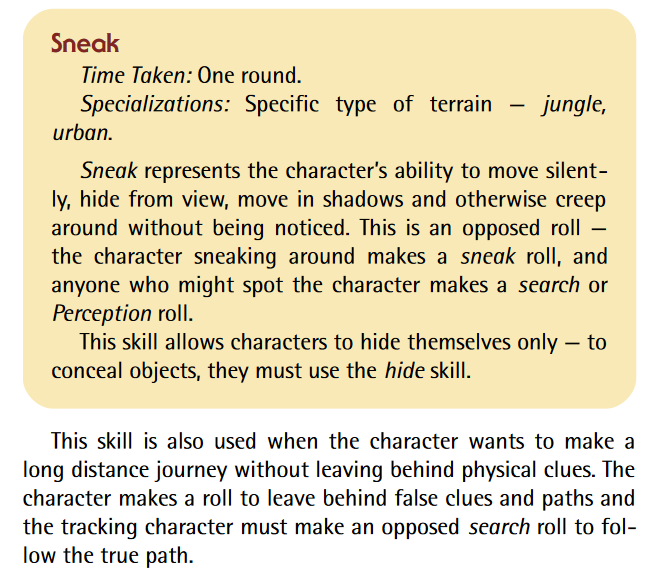 Sneak
Time Taken: One round.
Specializations: Specific type of terrain — jungle,
urban.
Sneak represents the character's ability to move silent-
ly, hide from view, move in shadows and otherwise creep
around without being noticed. This is an opposed roll —
the character sneaking around makes a sneak roll, and
anyone who might spot the character makes a search or
Perception roll.
This skill allows characters to hide themselves only — to
conceal objects, they must use the hide skill.
This skill is also used when the character wants to make a
long distance journey without leaving behind physical clues. The
character makes a roll to leave behind false clues and paths and
the tracking character must make an opposed search roll to fol-
low the true path.